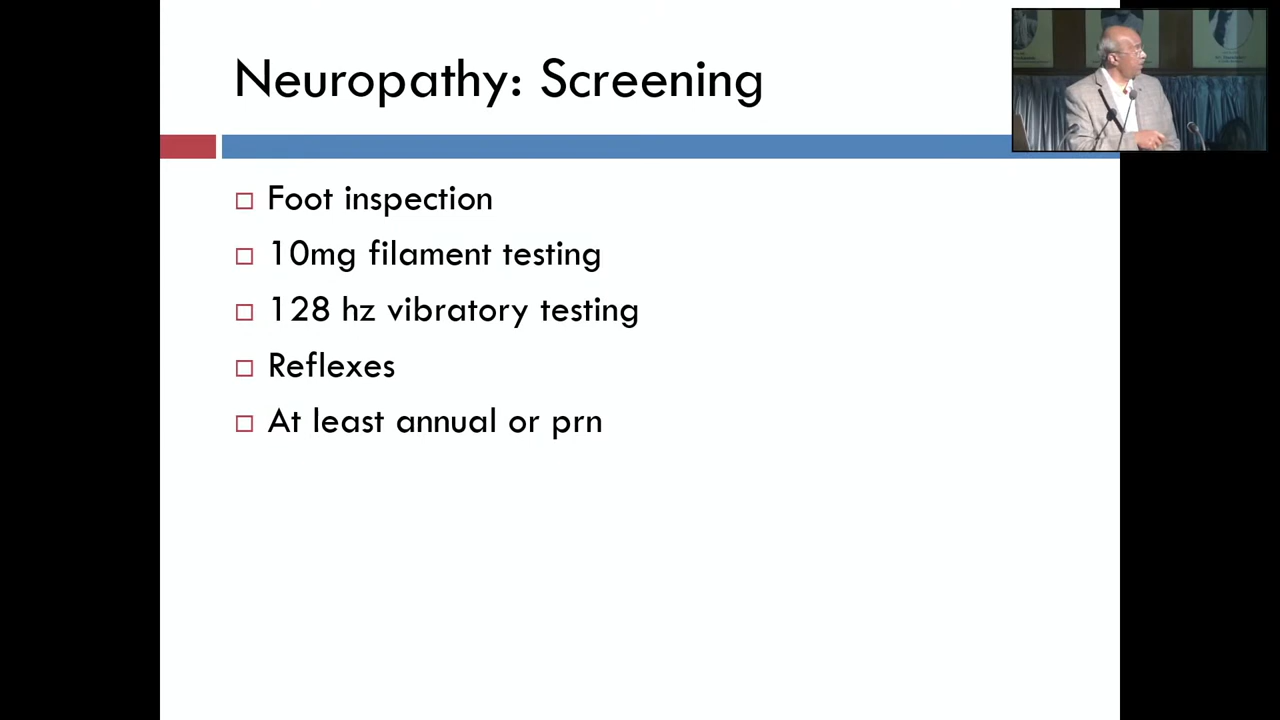 Neuropathy: Screening
Foot inspection
10mg filament testing
128 hz vibratory testing
Reflexes
At least annual or prn